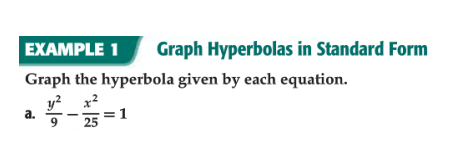 EXAMPLE 1 Graph Hyperbolas in Standard Form
Graph the hyperbola given by each equation.
a. y²/9 − x²/25 = 1